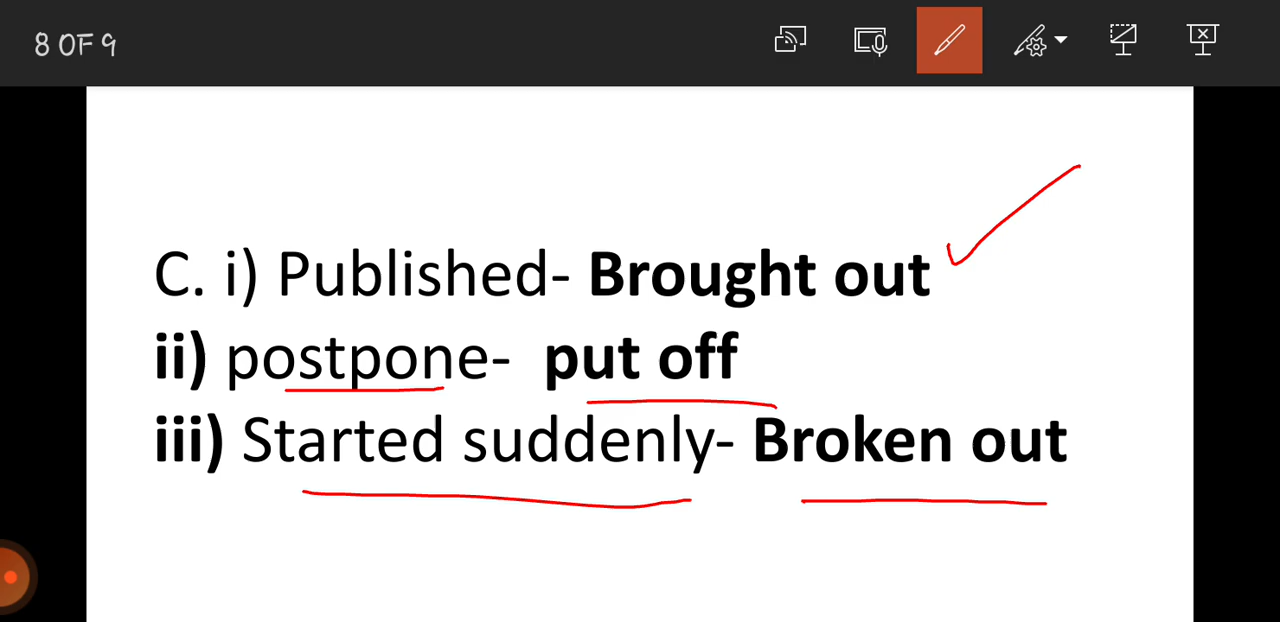 8 OF 9
C. i) Published- Brought out
ii) postpone- put off
iii) Started suddenly- Broken out